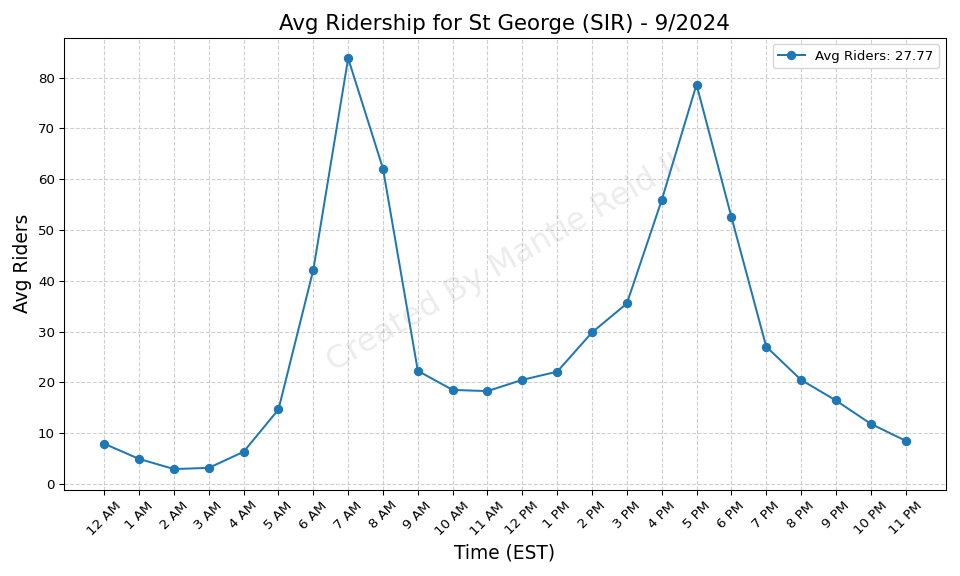 Avg Ridership for St George (SIR) - 9/2024
Avg Riders: 27.77
80
70
60
50
40
30
20
10
0
Avg Riders
Created By Mantle Reid II
12 AM
1 AM
2 AM
3 AM
4 AM
5 AM
6 AM
7 AM
8 AM
9 AM
10 AM
11 AM
12 PM
1 PM
2 PM
3 PM
4 PM
5 PM
6 PM
7 PM
8 PM
9 PM
10 PM
11 PM
Time (EST)